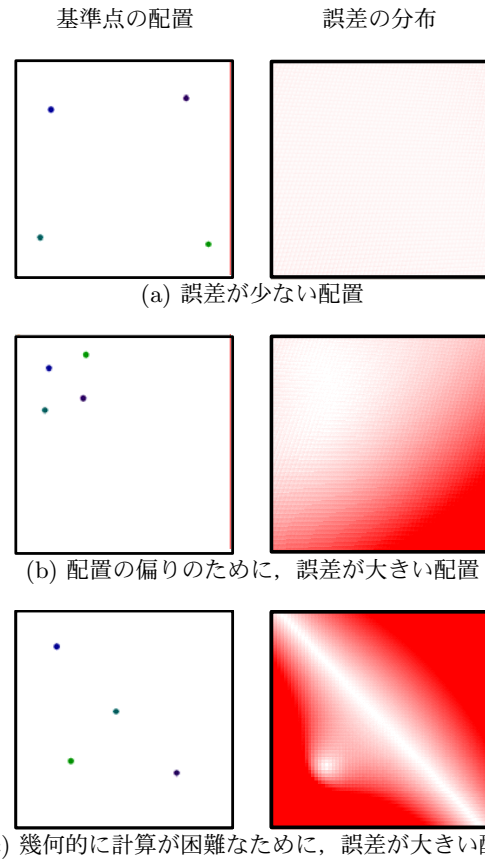 基準点の配置 誤差の分布
(a) 誤差が少ない配置
(b) 配置の偏りのために，誤差が大きい配置
) 幾何的に計算が困難なために，誤差が大きい